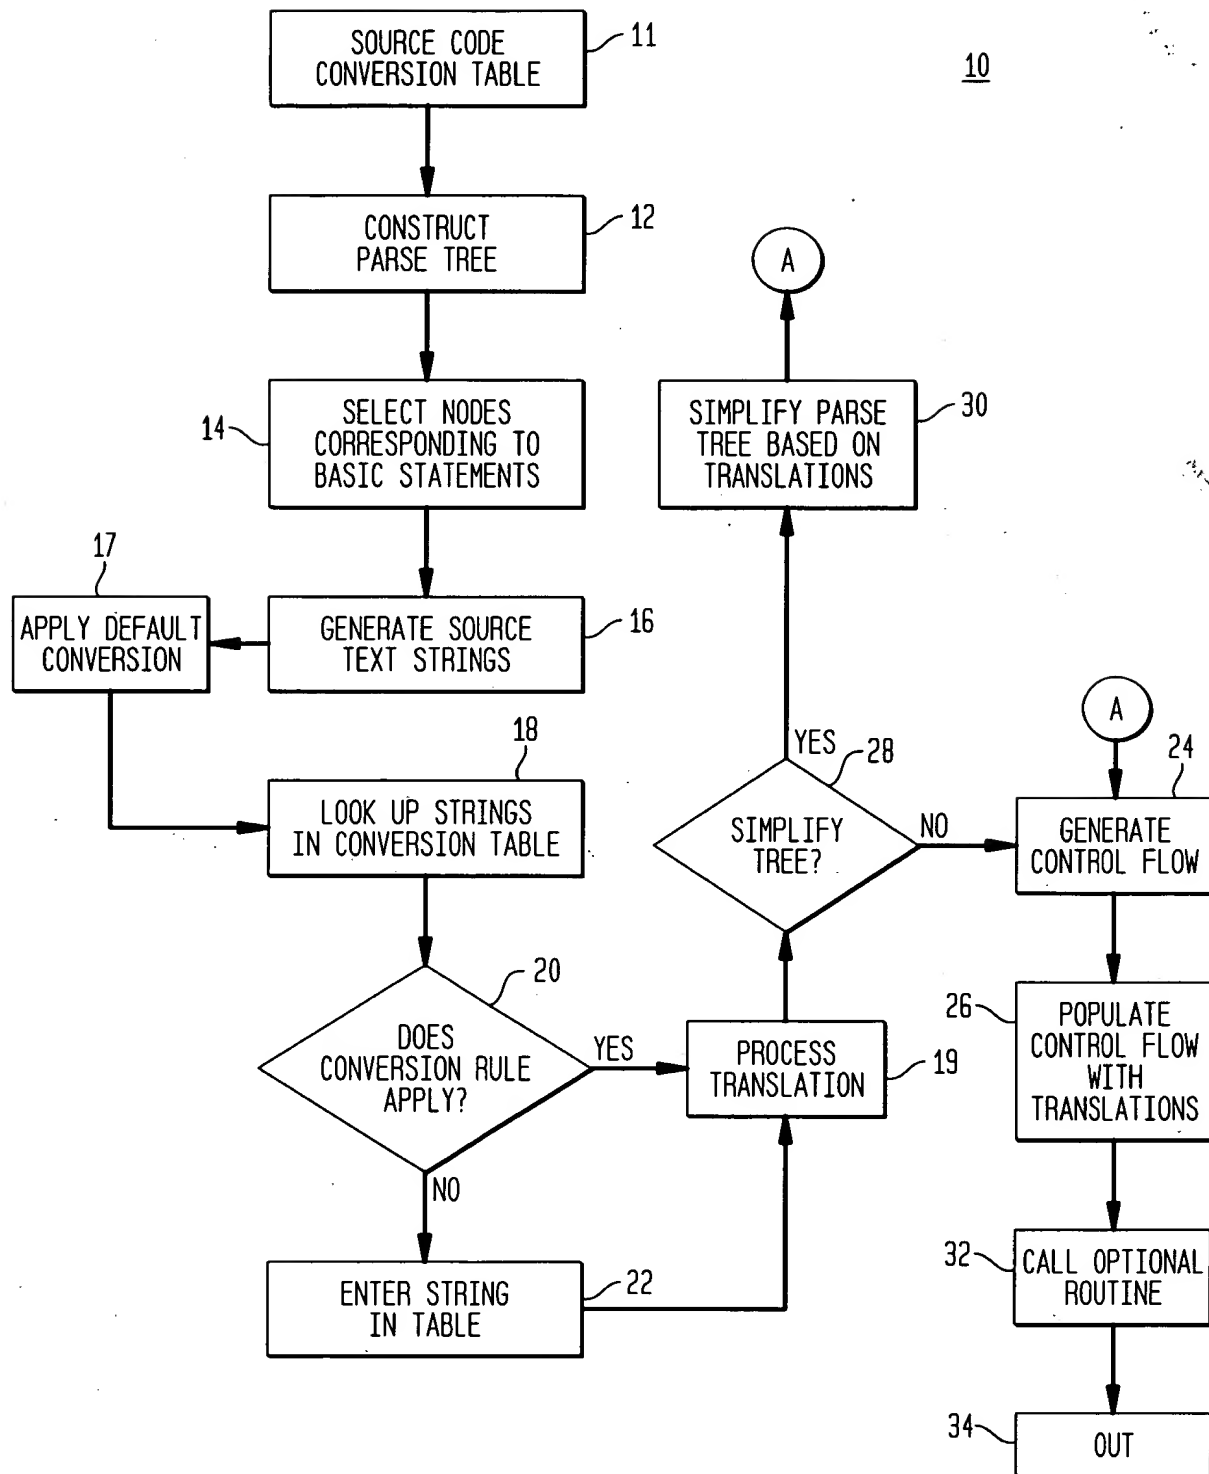 SOURCE CODE
CONVERSION TABLE
11
10
CONSTRUCT
PARSE TREE
12
A
SELECT NODES
CORRESPONDING TO
BASIC STATEMENTS
14
SIMPLIFY PARSE
TREE BASED ON
TRANSLATIONS
30
17
APPLY DEFAULT
CONVERSION
GENERATE SOURCE
TEXT STRINGS
16
18
LOOK UP STRINGS
IN CONVERSION TABLE
YES
28
SIMPLIFY
TREE?
NO
A
24
GENERATE
CONTROL FLOW
20
DOES
CONVERSION RULE
APPLY?
YES
NO
PROCESS
TRANSLATION
19
26
POPULATE
CONTROL FLOW
WITH
TRANSLATIONS
ENTER STRING
IN TABLE
22
32
CALL OPTIONAL
ROUTINE
34
OUT